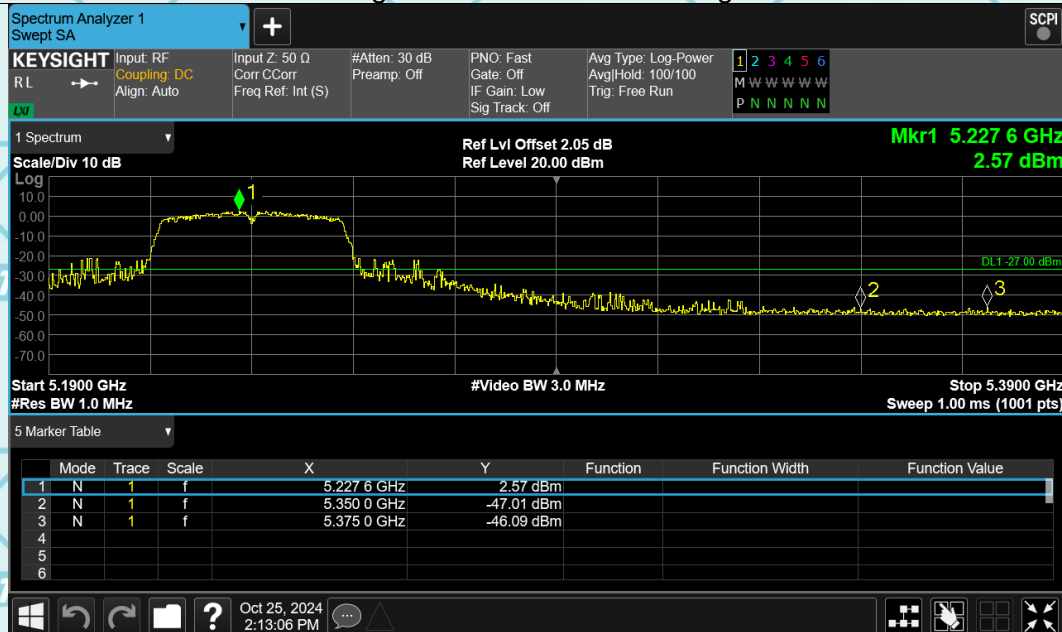 Spectrum Analyzer 1
Swept SA
+
SCPI
KEYSIGHT Input: RF Input Z: 50 Ω #Atten: 30 dB PNO: Fast Avg Type: Log-Power 1 2 3 4 5 6
RL Coupling: DC Corr CCorr Preamp: Off Gate: Off Avg|Hold: 100/100 M W W W W W
Align: Auto Freq Ref: Int (S) IF Gain: Low Trig: Free Run P N N N N N
LXI Sig Track: Off
1 Spectrum Ref Lvl Offset 2.05 dB Mkr1 5.227 6 GHz
Scale/Div 10 dB Ref Level 20.00 dBm 2.57 dBm
Log
10.0
0.00
-10.0
-20.0
-30.0
-40.0
-50.0
-60.0
-70.0
1
DL1 -27.00 dBm
2
3
Start 5.1900 GHz #Video BW 3.0 MHz Stop 5.3900 GHz
#Res BW 1.0 MHz Sweep 1.00 ms (1001 pts)
5 Marker Table
Mode Trace Scale X Y Function Function Width Function Value
1 N 1 f 5.227 6 GHz 2.57 dBm
2 N 1 f 5.350 0 GHz -47.01 dBm
3 N 1 f 5.375 0 GHz -46.09 dBm
4
5
6
? Oct 25, 2024
2:13:06 PM